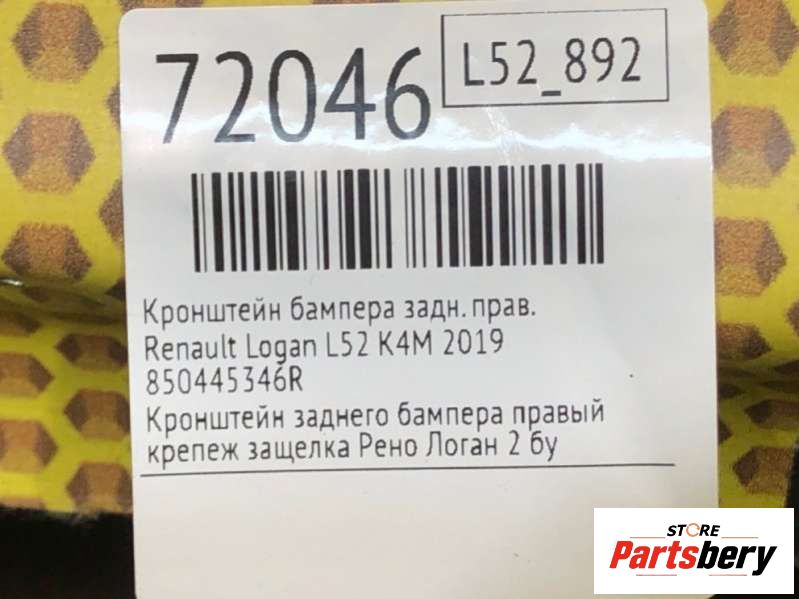 72046
L52_892
Кронштейн бампера задн. прав.
Renault Logan L52 K4M 2019
850445346R
Кронштейн заднего бампера правый
крепеж защелка Рено Логан 2 бу
STORE
Partsbery